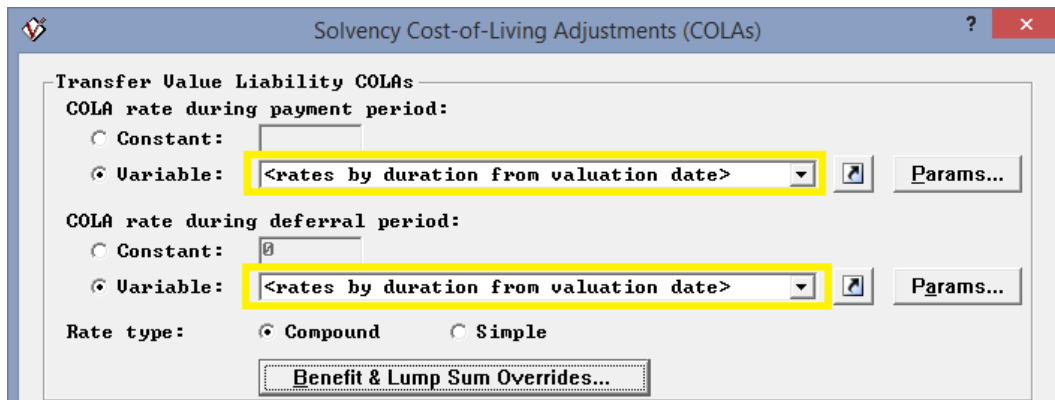 Solvency Cost-of-Living Adjustments (COLAs) ? ×
Transfer Value Liability COLAs
COLA rate during payment period:
Constant:
Variable: <rates by duration from valuation date> Params...
COLA rate during deferral period:
Constant: 0
Variable: <rates by duration from valuation date> Params...
Rate type: Compound Simple
Benefit & Lump Sum Overrides...